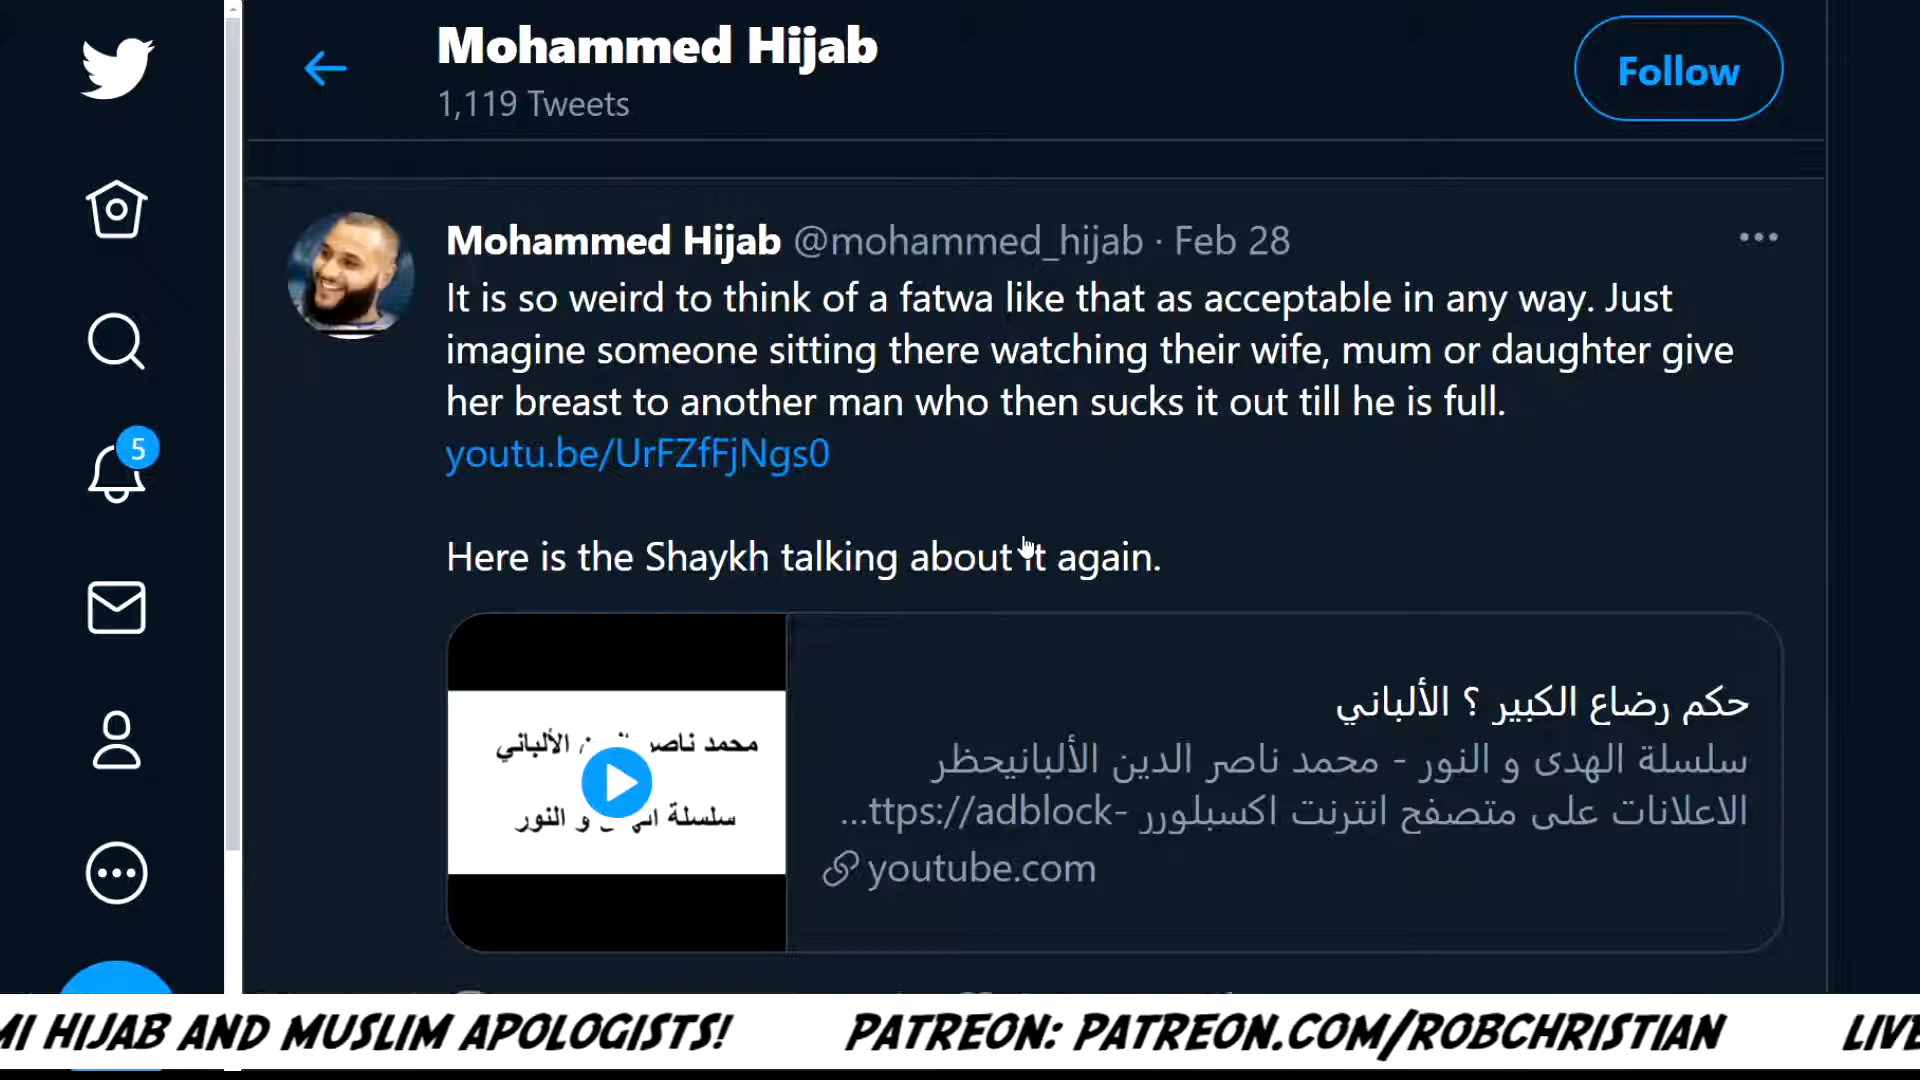 Mohammed Hijab
1,119 Tweets
Follow
Mohammed Hijab @mohammed_hijab · Feb 28
It is so weird to think of a fatwa like that as acceptable in any way. Just
imagine someone sitting there watching their wife, mum or daughter give
her breast to another man who then sucks it out till he is full.
youtu.be/UrFZfFjNgs0
5
Here is the Shaykh talking about it again.
حكم رضاع الكبير ؟ الألباني
سلسلة الهدى و النور - محمد ناصر الدين الألبانيحظر
الاعلانات على متصفح انترنت اكسبلورر -ttps://adblock...
youtube.com
محمد ناصر الألباني
سلسلة و النور
MI HIJAB AND MUSLIM APOLOGISTS! PATREON: PATREON.COM/ROBCHRISTIAN LIVE